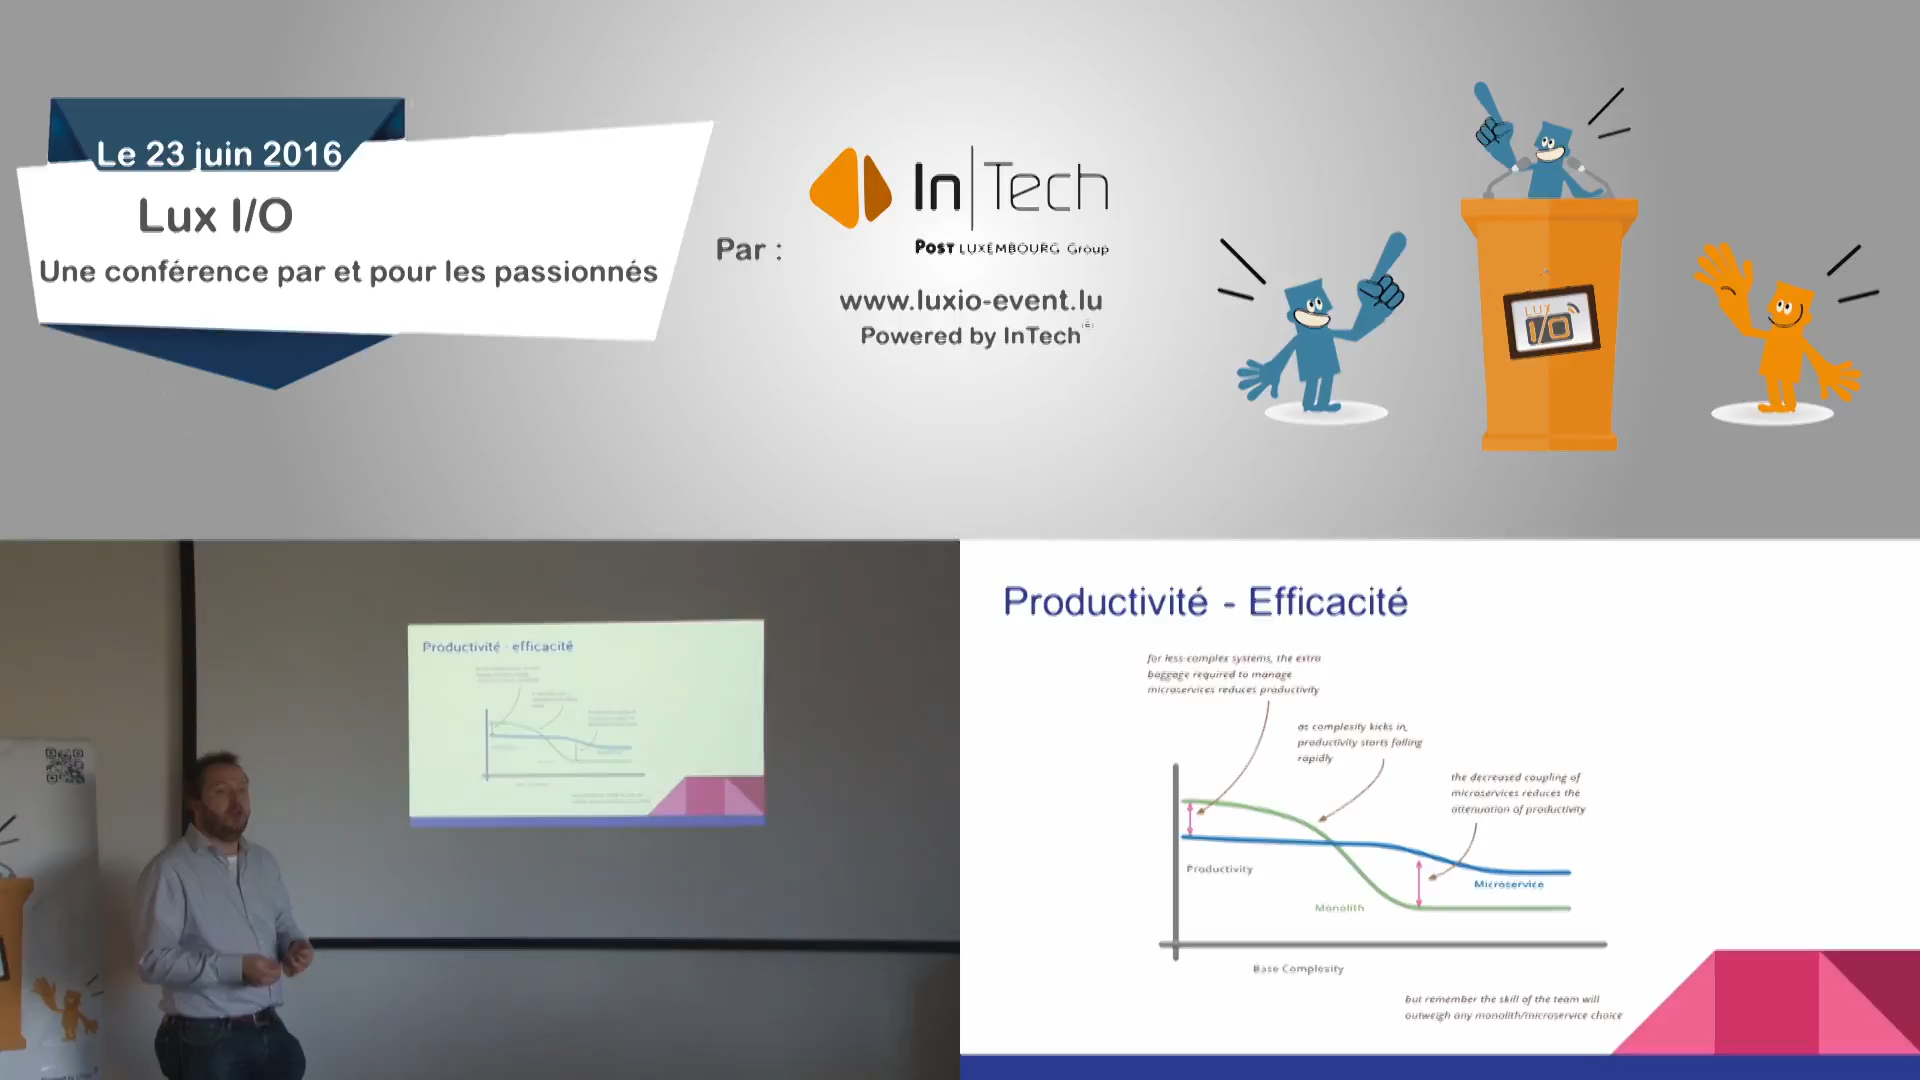 Le 23 juin 2016
Lux I/O
Une conférence par et pour les passionnés
Par :
In|Tech
POST LUXEMBOURG Group
www.luxio-event.lu
Powered by InTech
LUX
I/O
Productivité - efficacité
Productivité - Efficacité
for less-complex systems, the extra
baggage required to manage
microservices reduces productivity
as complexity kicks in,
productivity starts falling
rapidly
the decreased coupling of
microservices reduces the
attenuation of productivity
Productivity
Microservice
Monolith
Base Complexity
but remember the skill of the team will
outweigh any monolith/microservice choice